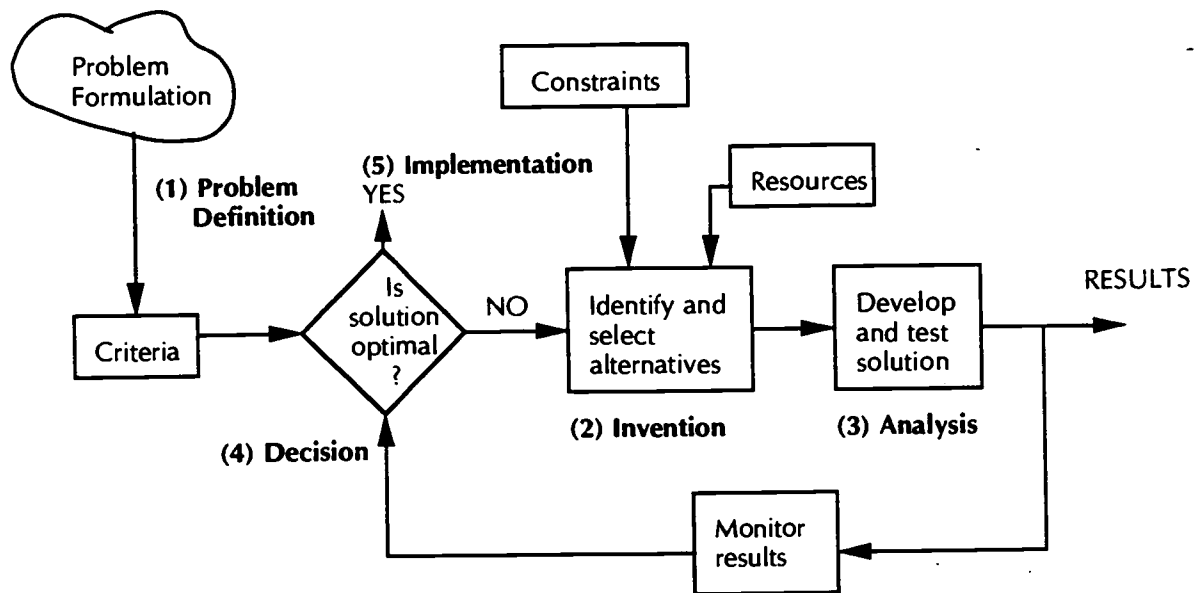 Problem
Formulation
Constraints
(5) Implementation
YES
Resources
(1) Problem
Definition
Is
solution
optimal
?
NO
Identify and
select
alternatives
Develop
and test
solution
RESULTS
Criteria
(2) Invention
(3) Analysis
(4) Decision
Monitor
results